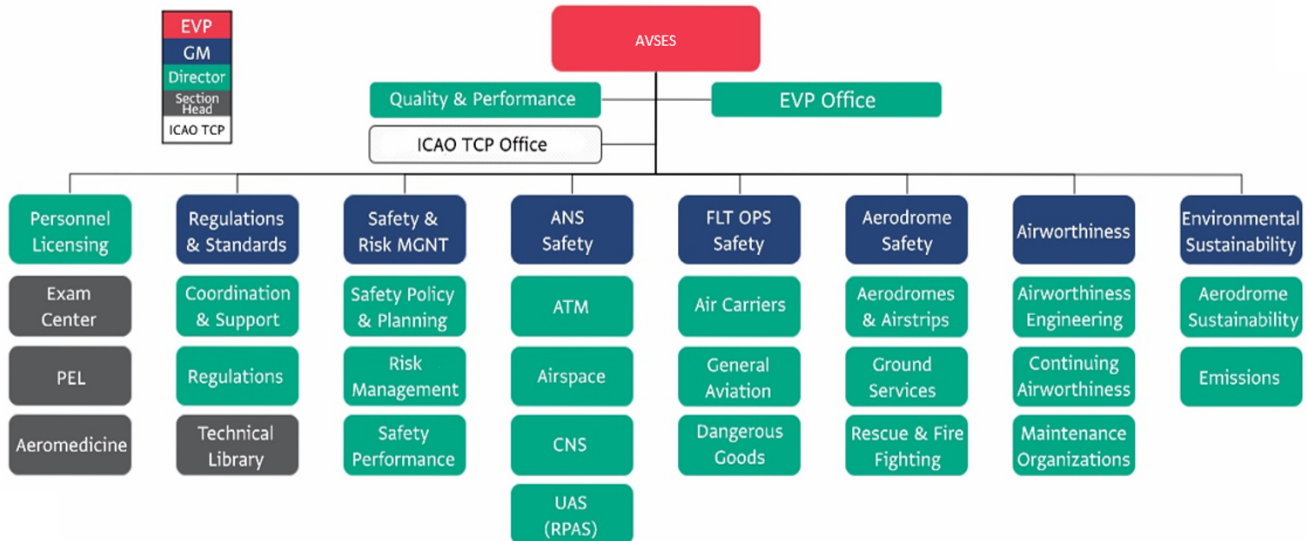 EVP
GM
Director
Section
Head
ICAO TCP
AVSES
Quality & Performance
EVP Office
ICAO TCP Office
Personnel
Licensing
Regulations
& Standards
Safety &
Risk MGNT
ANS
Safety
FLT OPS
Safety
Aerodrome
Safety
Airworthiness
Environmental
Sustainability
Exam
Center
Coordination
& Support
Safety Policy
& Planning
ATM
Air Carriers
Aerodromes
& Airstrips
Airworthiness
Engineering
Aerodrome
Sustainability
PEL
Regulations
Risk
Management
Airspace
General
Aviation
Ground
Services
Continuing
Airworthiness
Emissions
Aeromedicine
Technical
Library
Safety
Performance
CNS
Dangerous
Goods
Rescue & Fire
Fighting
Maintenance
Organizations
UAS
(RPAS)